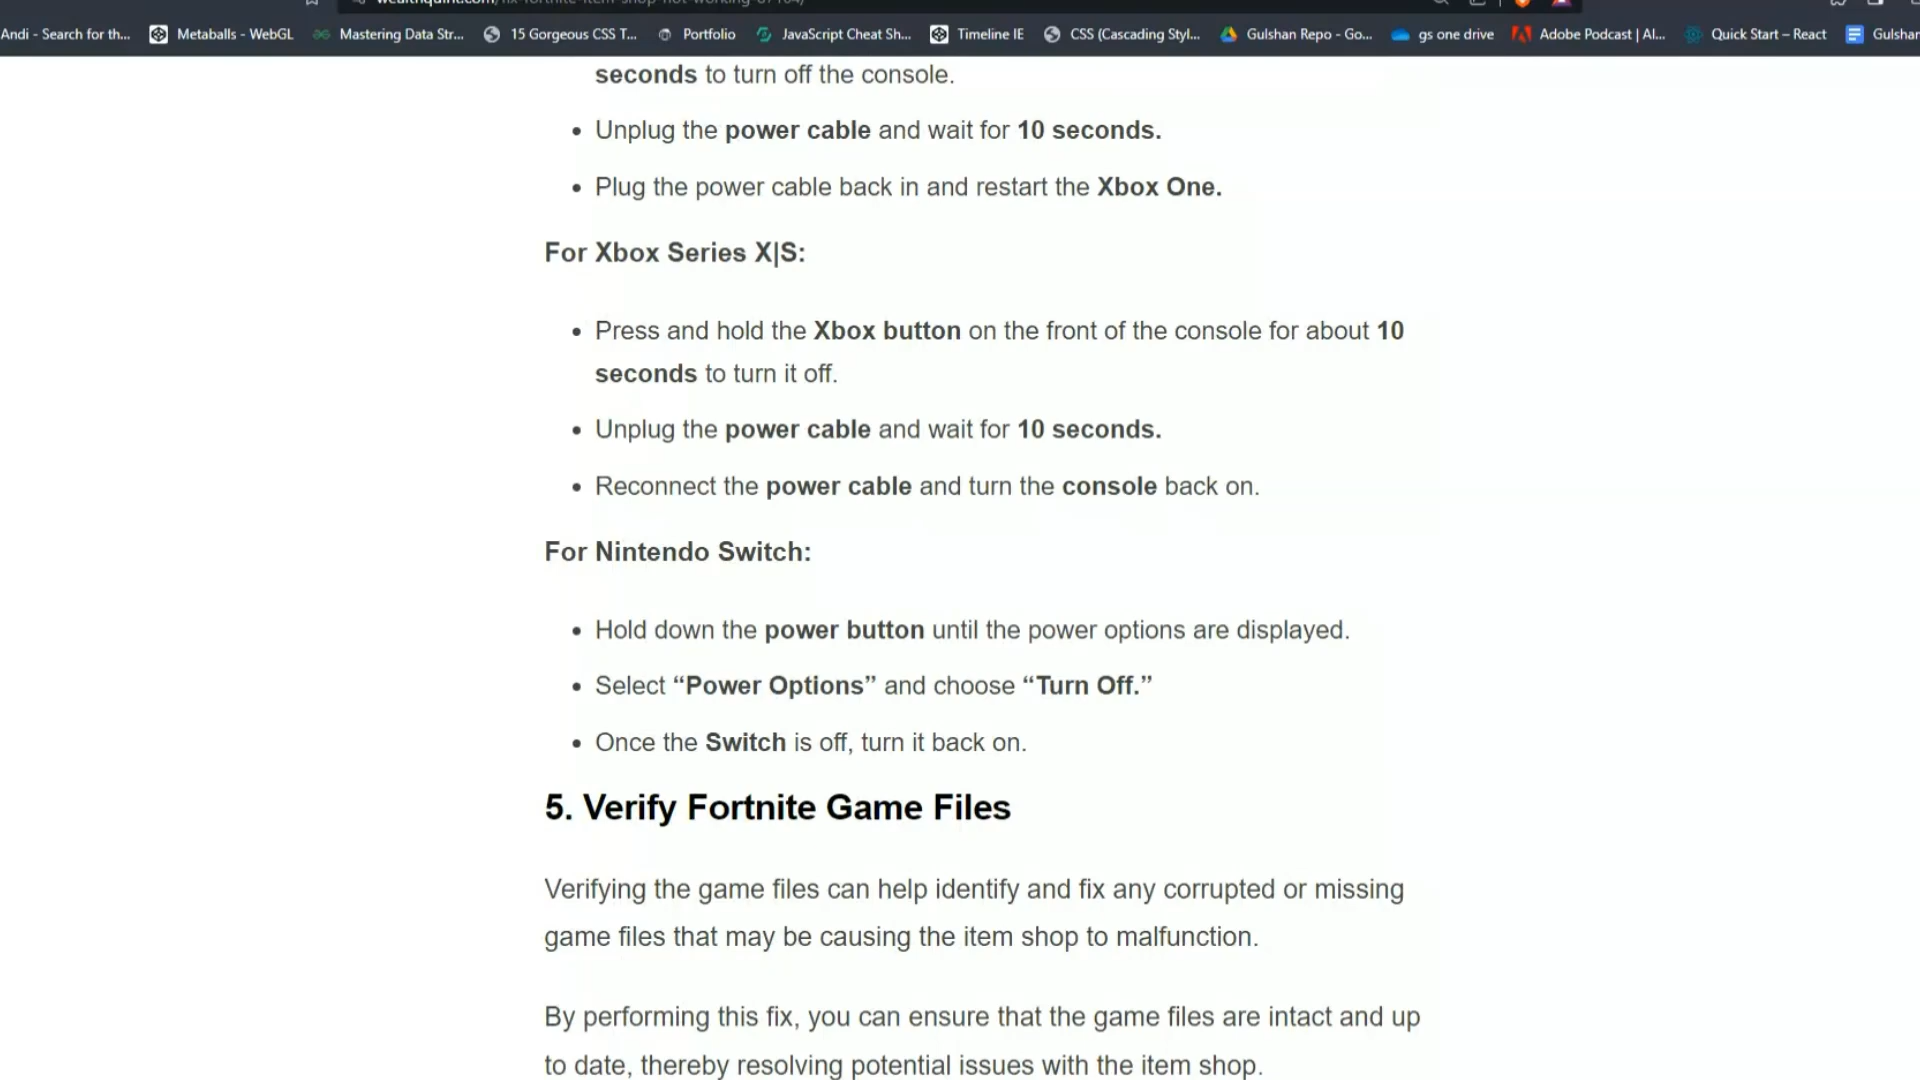 Andi - Search for th... Metaballs - WebGL Mastering Data Str... 15 Gorgeous CSS T... Portfolio JavaScript Cheat Sh... Timeline IE CSS (Cascading Styl... Gulshan Repo - Go... gs one drive Adobe Podcast | AI... Quick Start – React Gulshan
seconds to turn off the console.
• Unplug the power cable and wait for 10 seconds.
• Plug the power cable back in and restart the Xbox One.
For Xbox Series X|S:
• Press and hold the Xbox button on the front of the console for about 10
seconds to turn it off.
• Unplug the power cable and wait for 10 seconds.
• Reconnect the power cable and turn the console back on.
For Nintendo Switch:
• Hold down the power button until the power options are displayed.
• Select “Power Options” and choose “Turn Off.”
• Once the Switch is off, turn it back on.
5. Verify Fortnite Game Files
Verifying the game files can help identify and fix any corrupted or missing
game files that may be causing the item shop to malfunction.
By performing this fix, you can ensure that the game files are intact and up
to date, thereby resolving potential issues with the item shop.